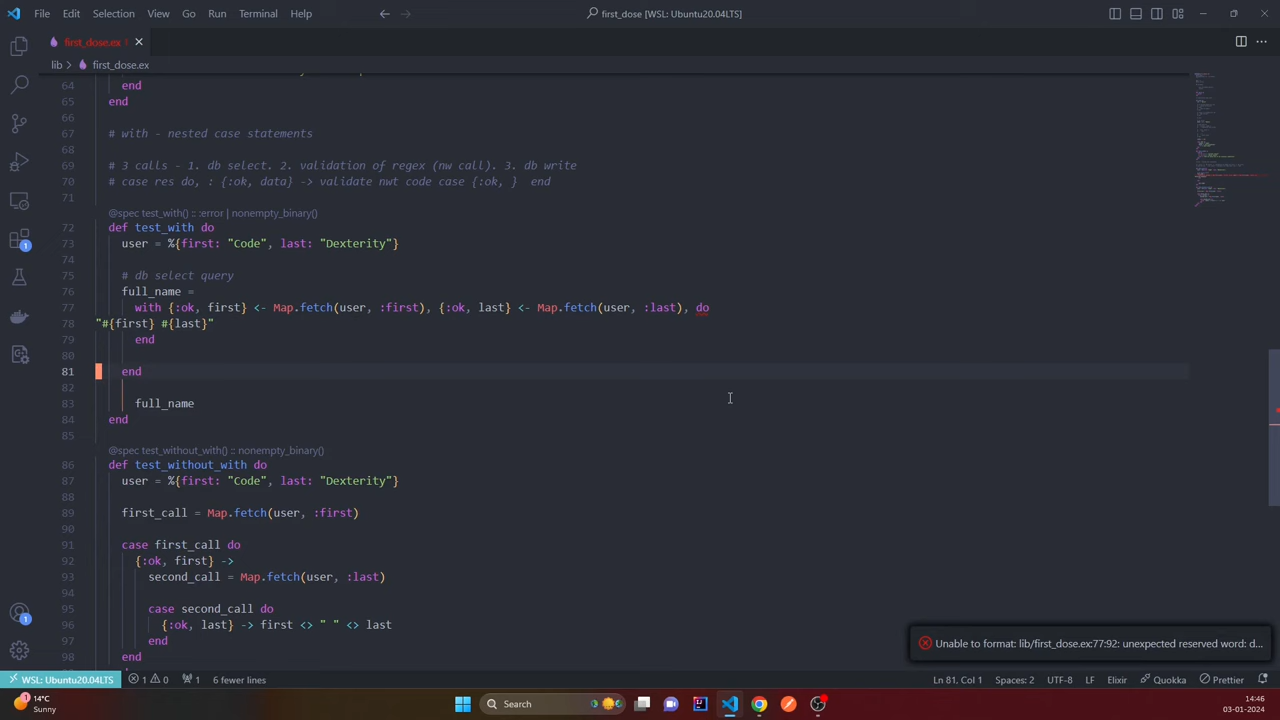 File Edit Selection View Go Run Terminal Help
first_dose [WSL: Ubuntu20.04LTS]
first_dose.ex
lib > first_dose.ex
64 end
65 end
66
67 # with - nested case statements
68
69 # 3 calls - 1. db select. 2. validation of regex (nw call). 3. db write
70 # case res do, : {:ok, data} -> validate nwt code case {:ok, }  end
71
@spec test_with() :: :error | nonempty_binary()
72 def test_with do
73 user = %{first: "Code", last: "Dexterity"}
74
75 # db select query
76 full_name =
77 with {:ok, first} <- Map.fetch(user, :first), {:ok, last} <- Map.fetch(user, :last), do
78 "#{first} #{last}"
79 end
80
81 end
82
83 full_name
84 end
85
@spec test_without_with() :: nonempty_binary()
86 def test_without_with do
87 user = %{first: "Code", last: "Dexterity"}
88
89 first_call = Map.fetch(user, :first)
90
91 case first_call do
92 {:ok, first} ->
93 second_call = Map.fetch(user, :last)
94
95 case second_call do
96 {:ok, last} -> first <> " " <> last
97 end
98 end
Unable to format: lib/first_dose.ex:77:92: unexpected reserved word: d...
1
1
WSL: Ubuntu20.04LTS 1 0 1 6 fewer lines Ln 81, Col 1 Spaces: 2 UTF-8 LF Elixir Quokka Prettier
14°C
Sunny
Search
14:46
03-01-2024